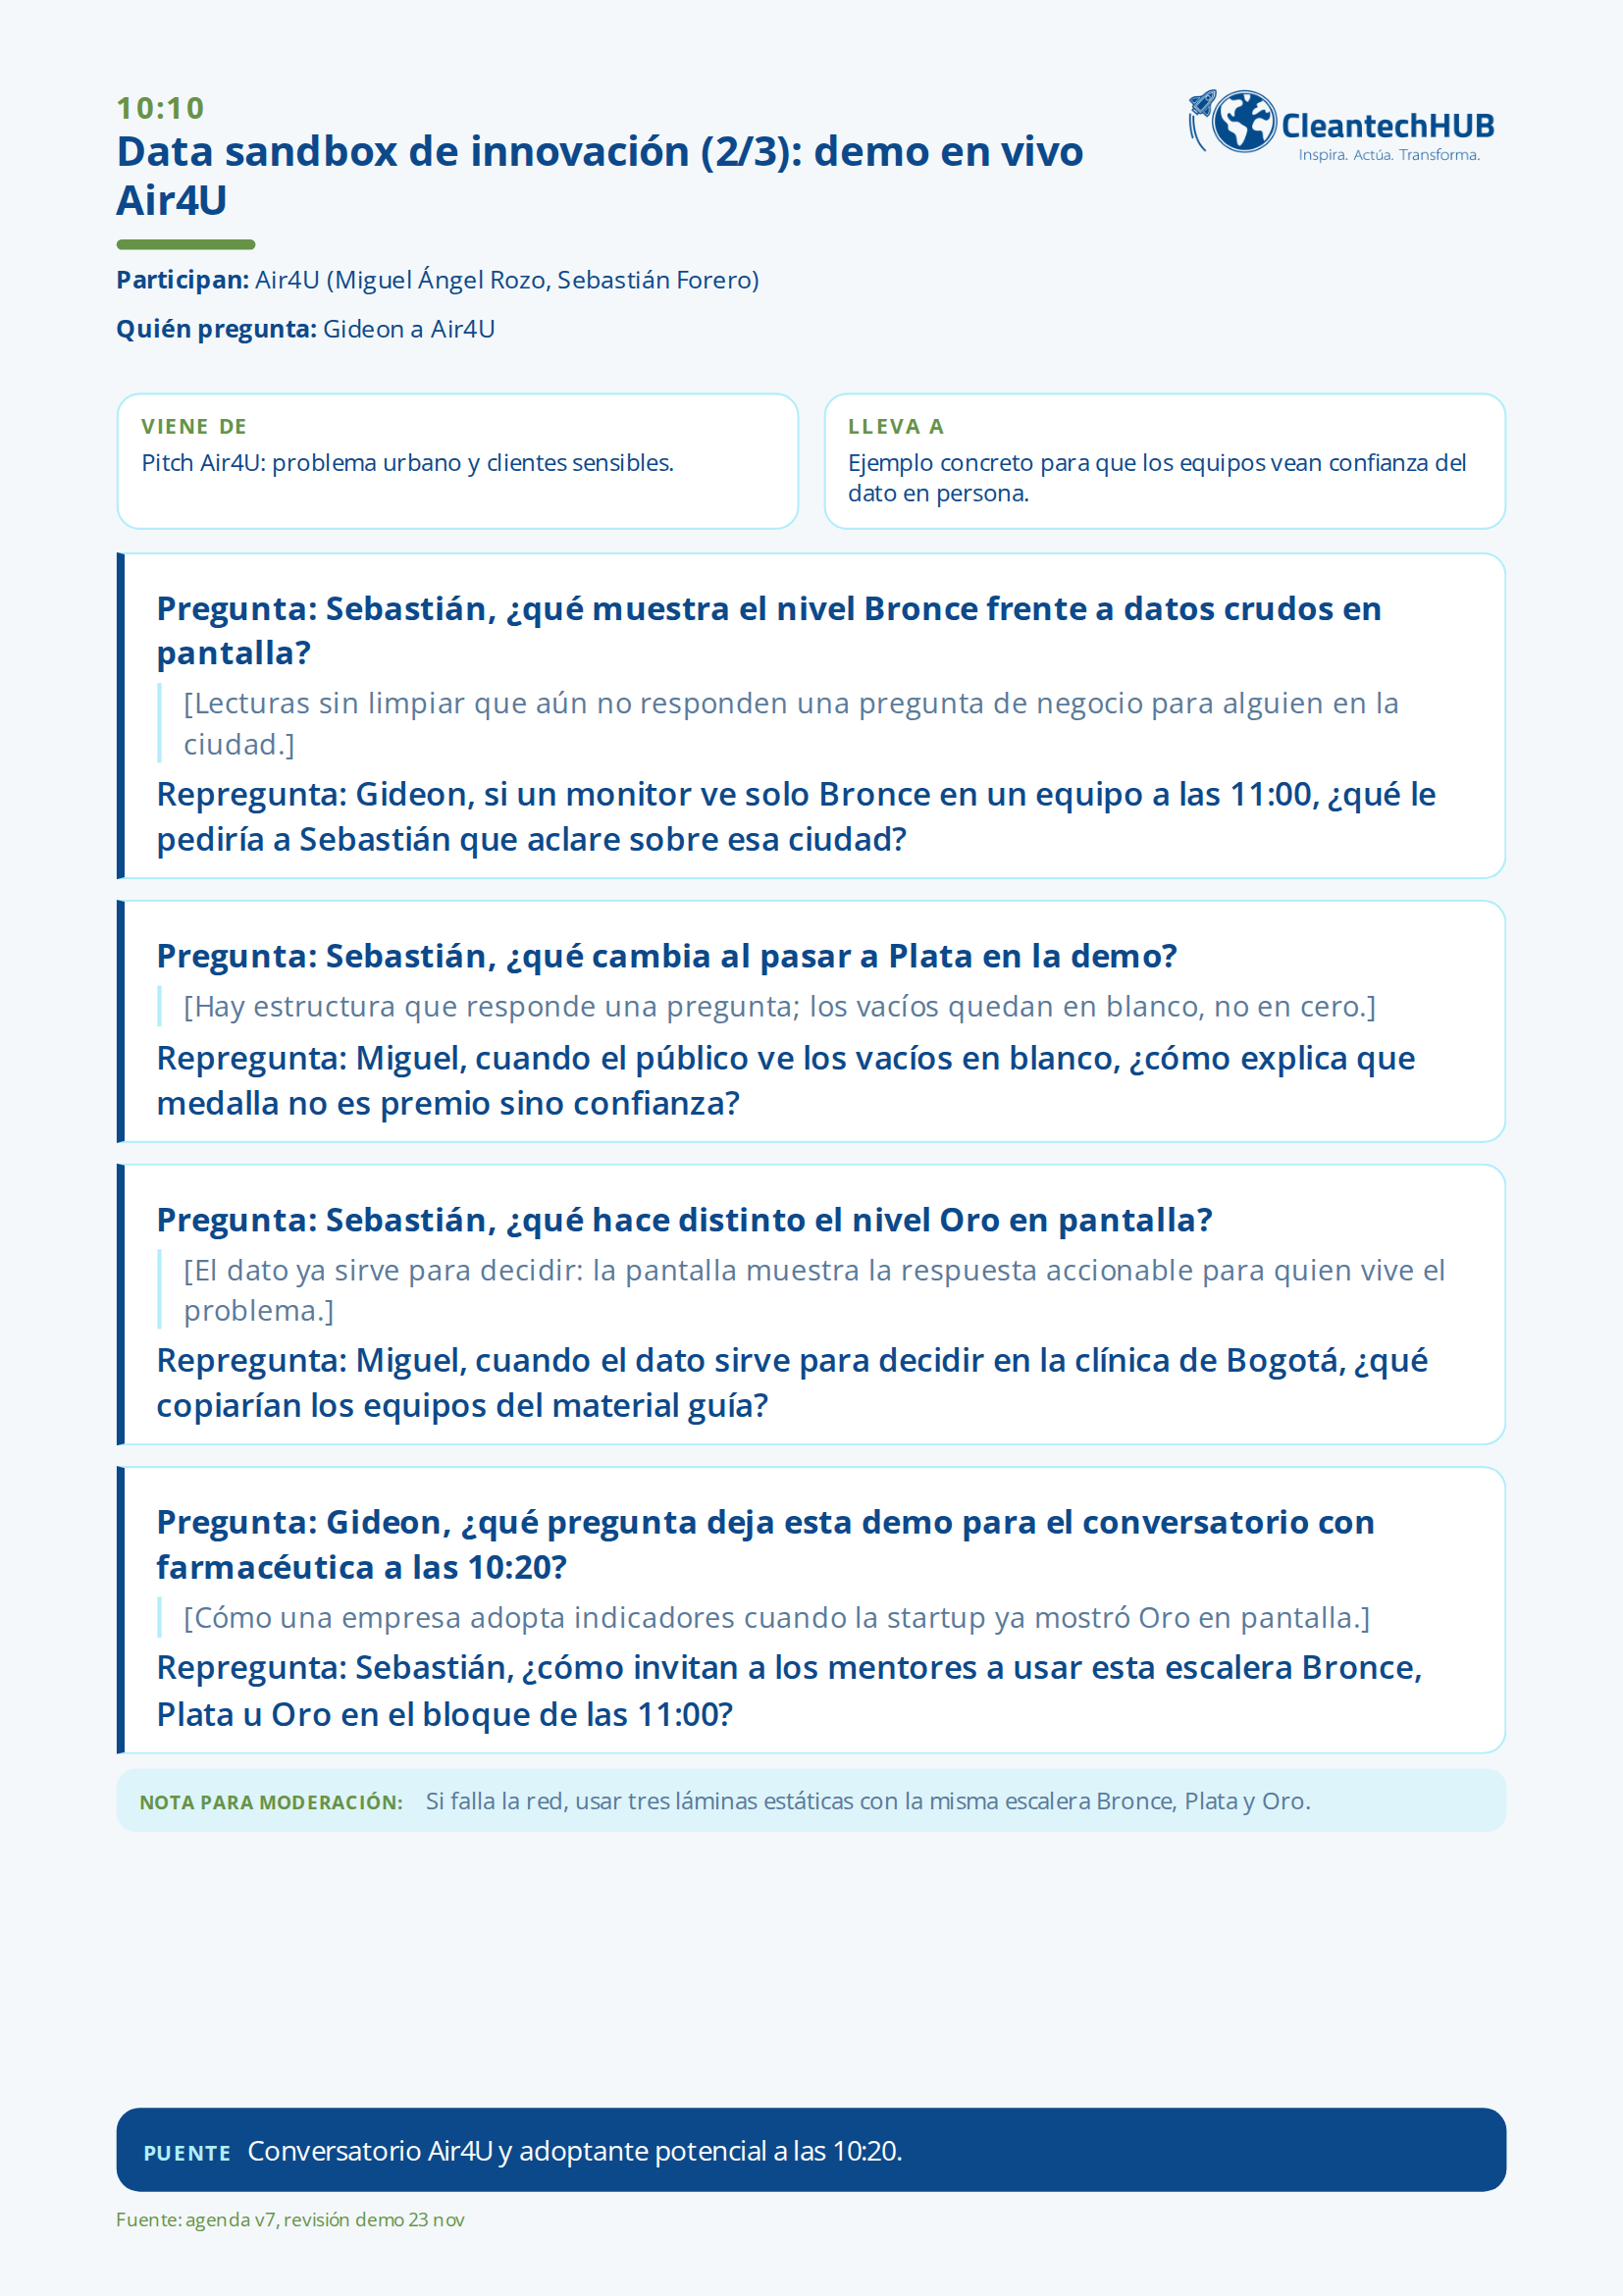 10:10
Data sandbox de innovación (2/3): demo en vivo
Air4U
CleantechHUB
Inspira. Actúa. Transforma.
Participan: Air4U (Miguel Ángel Rozo, Sebastián Forero)
Quién pregunta: Gideon a Air4U
VIENE DE
Pitch Air4U: problema urbano y clientes sensibles.
LLEVA A
Ejemplo concreto para que los equipos vean confianza del
dato en persona.
Pregunta: Sebastián, ¿qué muestra el nivel Bronce frente a datos crudos en
pantalla?
[Lecturas sin limpiar que aún no responden una pregunta de negocio para alguien en la
ciudad.]
Repregunta: Gideon, si un monitor ve solo Bronce en un equipo a las 11:00, ¿qué le
pediría a Sebastián que aclare sobre esa ciudad?
Pregunta: Sebastián, ¿qué cambia al pasar a Plata en la demo?
[Hay estructura que responde una pregunta; los vacíos quedan en blanco, no en cero.]
Repregunta: Miguel, cuando el público ve los vacíos en blanco, ¿cómo explica que
medalla no es premio sino confianza?
Pregunta: Sebastián, ¿qué hace distinto el nivel Oro en pantalla?
[El dato ya sirve para decidir: la pantalla muestra la respuesta accionable para quien vive el
problema.]
Repregunta: Miguel, cuando el dato sirve para decidir en la clínica de Bogotá, ¿qué
copiarían los equipos del material guía?
Pregunta: Gideon, ¿qué pregunta deja esta demo para el conversatorio con
farmacéutica a las 10:20?
[Cómo una empresa adopta indicadores cuando la startup ya mostró Oro en pantalla.]
Repregunta: Sebastián, ¿cómo invitan a los mentores a usar esta escalera Bronce,
Plata u Oro en el bloque de las 11:00?
NOTA PARA MODERACIÓN: Si falla la red, usar tres láminas estáticas con la misma escalera Bronce, Plata y Oro.
PUENTE Conversatorio Air4U y adoptante potencial a las 10:20.
Fuente: agenda v7, revisión demo 23 nov